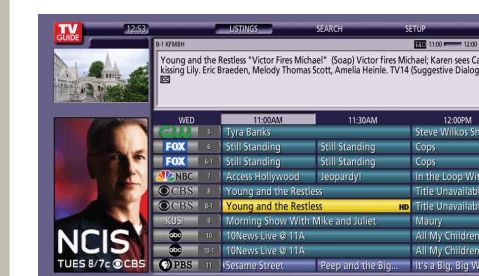 TV GUIDE 12:53 LISTINGS SEARCH SETUP
8-1 KFMBH 11:00 12:00
Young and the Restless "Victor Fires Michael" (Soap) Victor fires Michael; Karen sees Ca
kissing Lily. Eric Braeden, Melody Thomas Scott, Amelia Heinle. TV14 (Suggestive Dialog
CC
WED 11:00AM 11:30AM 12:00PM
CW 5 Tyra Banks Steve Wilkos Sh
FOX 6 Still Standing Still Standing Cops
FOX 6-1 Still Standing Still Standing Cops
NBC 7 Access Hollywood Jeopardy! In the Loop Wit
CBS 8 Young and the Restless Title Unavailab
CBS 8-1 Young and the Restless HD Title Unavailab
KUSI 9 Morning Show With Mike and Juliet Maury
abc 10 10News Live @ 11A All My Children
abc 10-1 10News Live @ 11A All My Children
PBS 11 Sesame Street Peep and the Big... It's a Big, Big W
NCIS
TUES 8/7c CBS